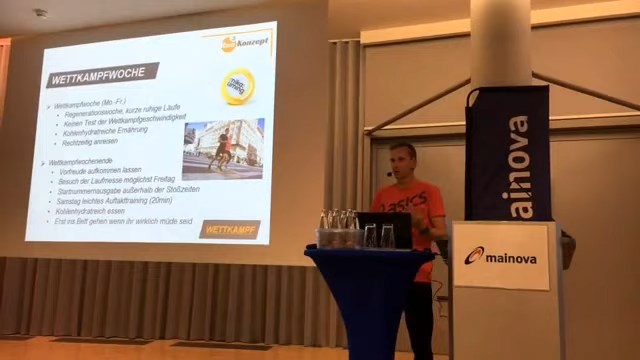 Konzept
WETTKAMPFWOCHE
Wettkampfwoche (Mo.-Fr.)
Regenerationswoche, kurze ruhige Läufe
Keinen Test der Wettkampfgeschwindigkeit
Kohlenhydratreiche Ernährung
Rechtzeitig anreisen
Wettkampfwochenende
Vorfreude aufkommen lassen
Besuch der Laufmesse möglichst Freitag
Startnummernausgabe außerhalb der Stoßzeiten
Samstag leichtes Auftakttraining (20min)
Kohlenhydratreich essen
Erst ins Bett gehen wenn ihr wirklich müde seid
WETTKAMPF
asics
mainova
mainova